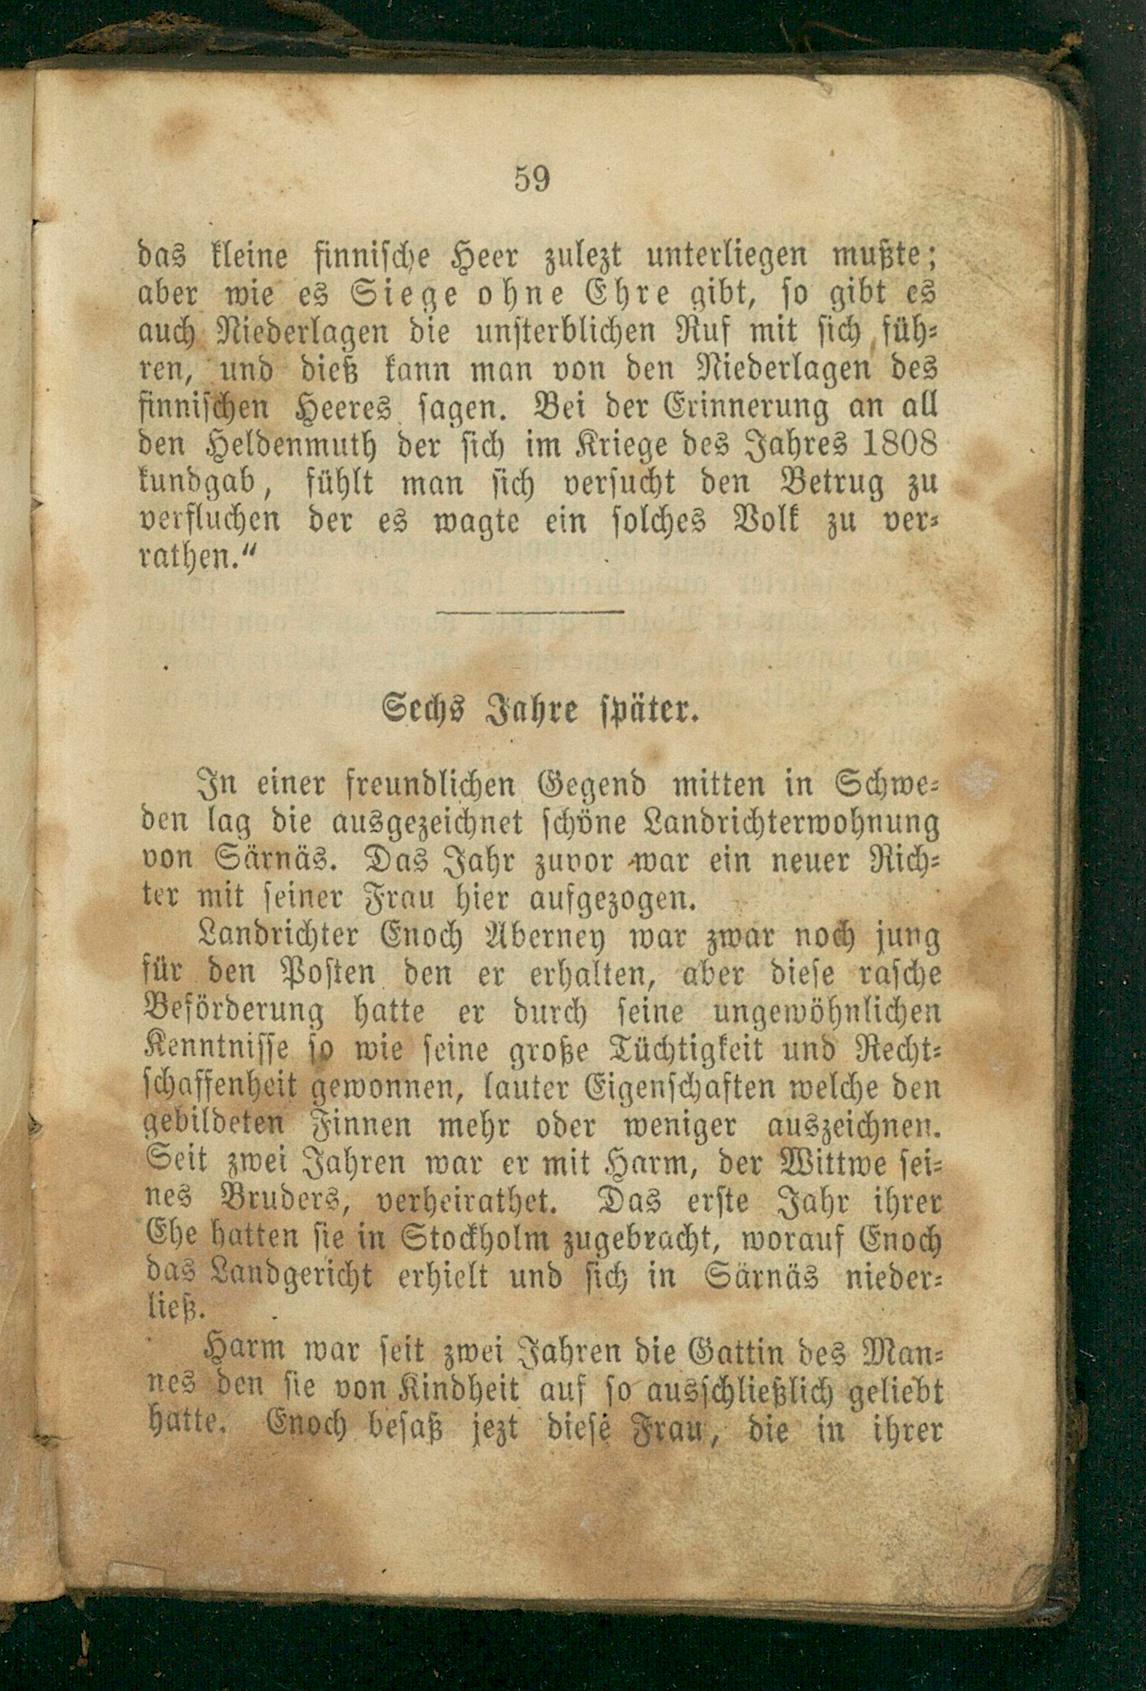 59
das kleine finnische Heer zulezt unterliegen mußte;
aber wie es Siege ohne Ehre gibt, so gibt es
auch Niederlagen die unsterblichen Ruf mit sich füh-
ren, und dieß kann man von den Niederlagen des
finnischen Heeres sagen. Bei der Erinnerung an all
den Heldenmuth der sich im Kriege des Jahres 1808
kundgab, fühlt man sich versucht den Betrug zu
verfluchen der es wagte ein solches Volk zu ver-
rathen.“
Sechs Jahre später.
In einer freundlichen Gegend mitten in Schwe-
den lag die ausgezeichnet schöne Landrichterwohnung
von Särnäs. Das Jahr zuvor war ein neuer Rich-
ter mit seiner Frau hier aufgezogen.
Landrichter Enoch Aberney war zwar noch jung
für den Posten den er erhalten, aber diese rasche
Beförderung hatte er durch seine ungewöhnlichen
Kenntnisse so wie seine große Tüchtigkeit und Recht-
schaffenheit gewonnen, lauter Eigenschaften welche den
gebildeten Finnen mehr oder weniger auszeichnen.
Seit zwei Jahren war er mit Harm, der Wittwe sei-
nes Bruders, verheirathet. Das erste Jahr ihrer
Ehe hatten sie in Stockholm zugebracht, worauf Enoch
das Landgericht erhielt und sich in Särnäs nieder-
ließ.
Harm war seit zwei Jahren die Gattin des Man-
nes den sie von Kindheit auf so ausschließlich geliebt
hatte. Enoch besaß jezt diese Frau, die in ihrer